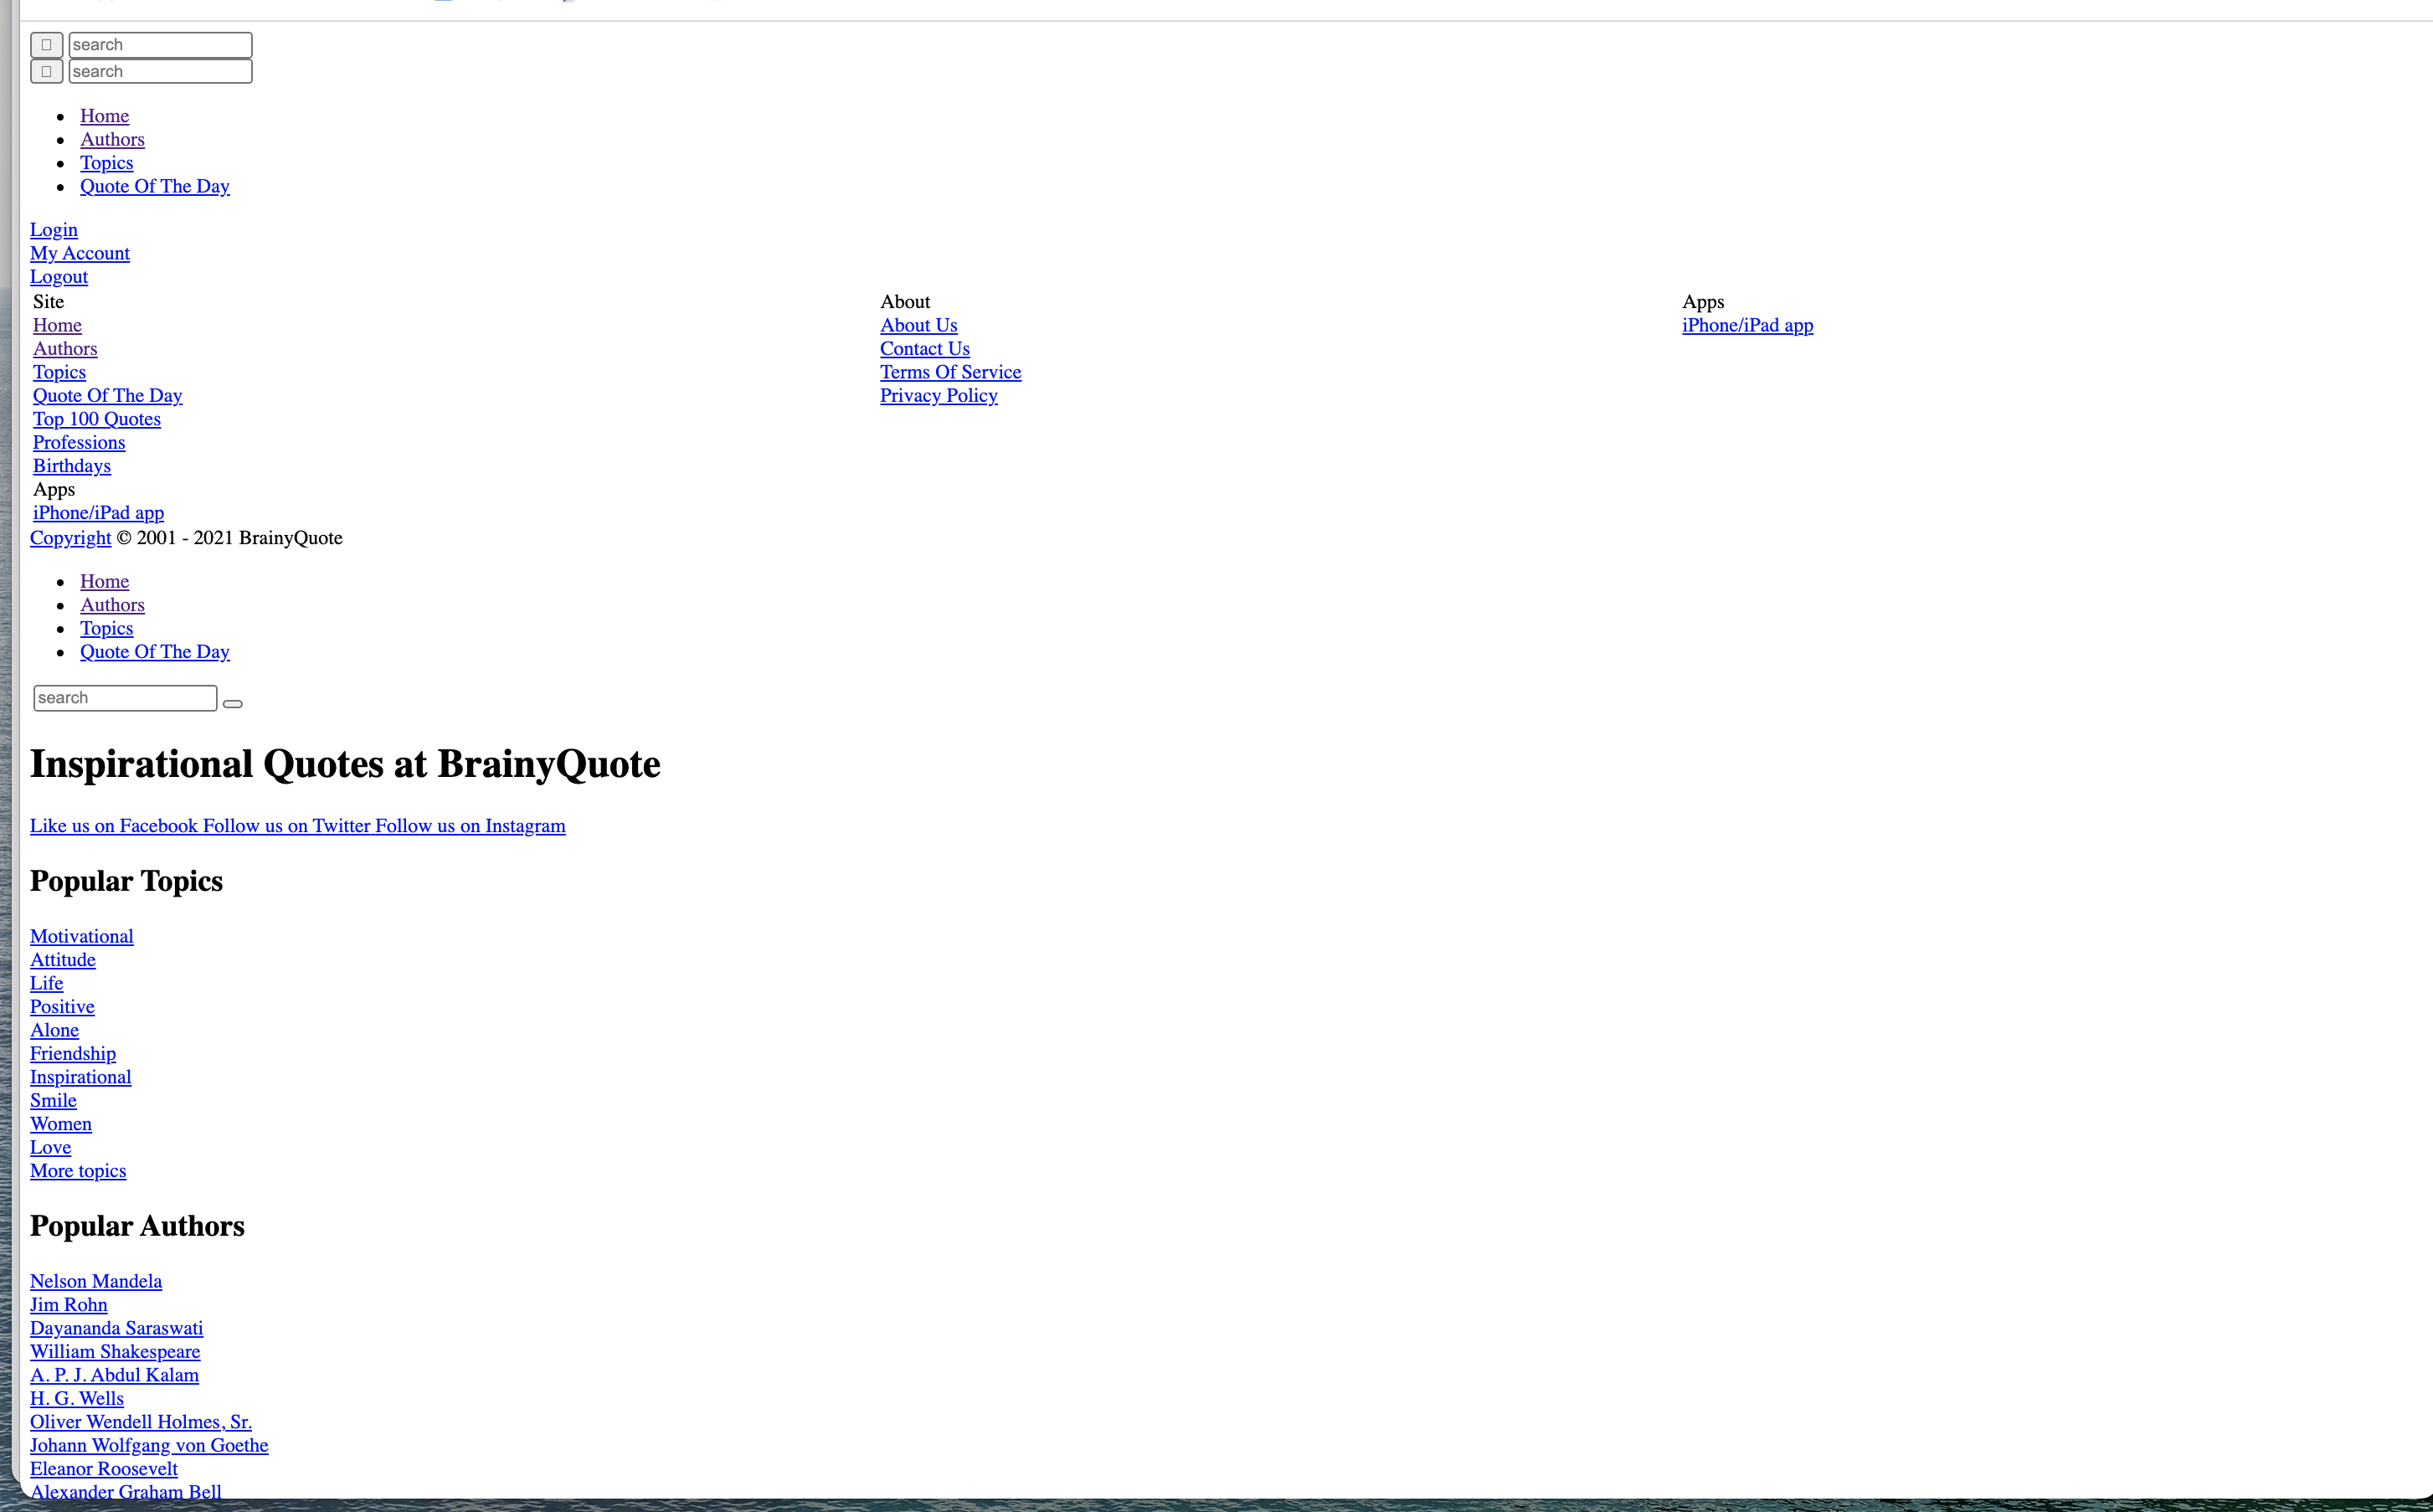 search
search
Home
Authors
Topics
Quote Of The Day
Login
My Account
Logout
Site
Home
Authors
Topics
Quote Of The Day
Top 100 Quotes
Professions
Birthdays
Apps
iPhone/iPad app
About
About Us
Contact Us
Terms Of Service
Privacy Policy
Apps
iPhone/iPad app
Copyright © 2001 - 2021 BrainyQuote
Home
Authors
Topics
Quote Of The Day
search
Inspirational Quotes at BrainyQuote
Like us on Facebook Follow us on Twitter Follow us on Instagram
Popular Topics
Motivational
Attitude
Life
Positive
Alone
Friendship
Inspirational
Smile
Women
Love
More topics
Popular Authors
Nelson Mandela
Jim Rohn
Dayananda Saraswati
William Shakespeare
A. P. J. Abdul Kalam
H. G. Wells
Oliver Wendell Holmes, Sr.
Johann Wolfgang von Goethe
Eleanor Roosevelt
Alexander Graham Bell